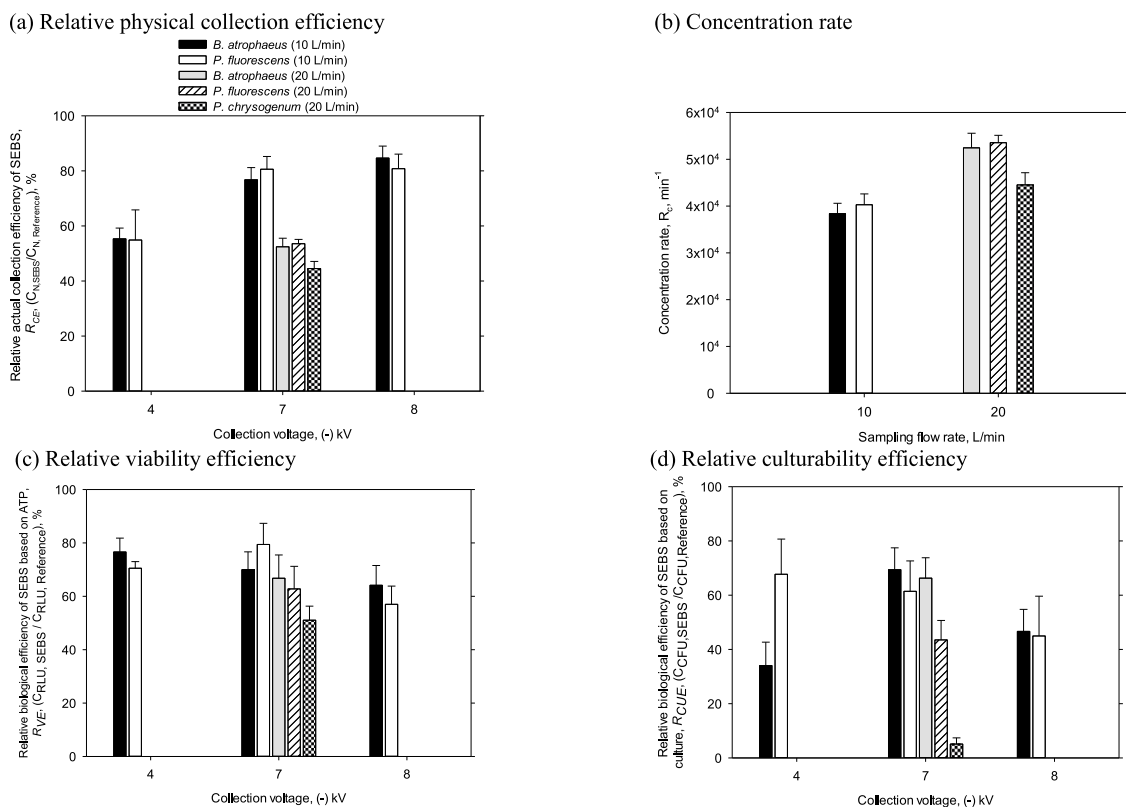 (a) Relative physical collection efficiency
B. atrophaeus (10 L/min)
P. fluorescens (10 L/min)
B. atrophaeus (20 L/min)
P. fluorescens (20 L/min)
P. chrysogenum (20 L/min)
Relative actual collection efficiency of SEBS,
R_CE, (C_N,SEBS/C_N, Reference), %
100
80
60
40
20
0
4
7
8
Collection voltage, (-) kV
(b) Concentration rate
Concentration rate, R_c, min⁻¹
6x10⁴
5x10⁴
4x10⁴
3x10⁴
2x10⁴
10⁴
0
10
20
Sampling flow rate, L/min
(c) Relative viability efficiency
Relative biological efficiency of SEBS based on ATP,
R_VE, (C_RLU, SEBS / C_RLU, Reference), %
100
80
60
40
20
0
4
7
8
Collection voltage, (-) kV
(d) Relative culturability efficiency
Relative biological efficiency of SEBS based on
culture, R_CUE, (C_CFU,SEBS /C_CFU,Reference), %
100
80
60
40
20
0
4
7
8
Collection voltage, (-) kV